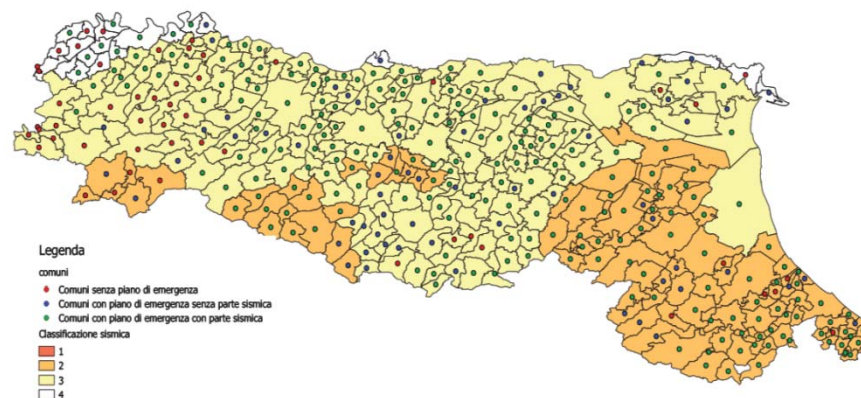 Legenda
comuni
Comuni senza piano di emergenza
Comuni con piano di emergenza senza parte sismica
Comuni con piano di emergenza con parte sismica
Classificazione sismica
1
2
3
4